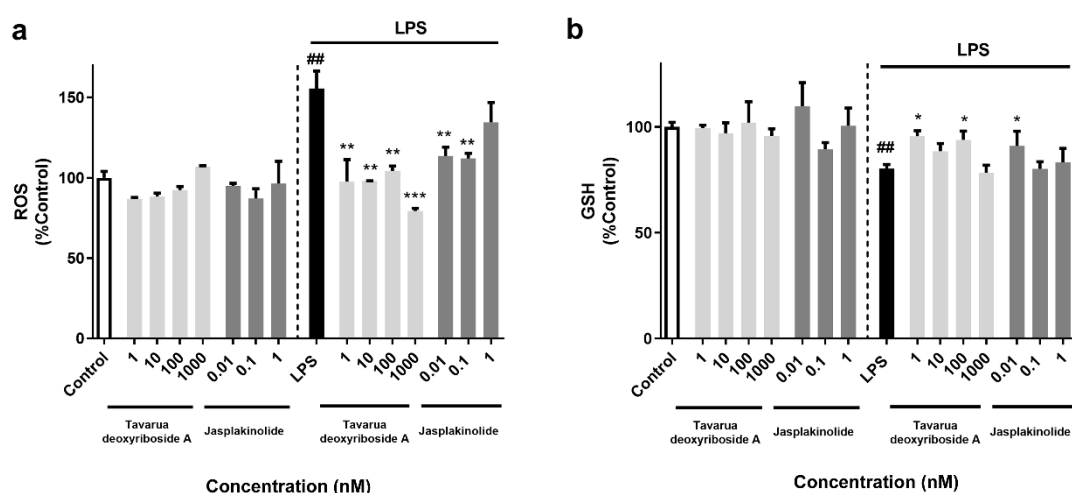 a
LPS
ROS
(%Control)
150
100
50
0
##
**
**
**
***
**
**
Control
1
10
100
1000
0.01
0.1
1
LPS
1
10
100
1000
0.01
0.1
1
Tavarua
deoxyriboside A
Jasplakinolide
Tavarua
deoxyriboside A
Jasplakinolide
Concentration (nM)
b
LPS
GSH
(%Control)
100
50
0
##
*
*
*
Control
1
10
100
1000
0.01
0.1
1
LPS
1
10
100
1000
0.01
0.1
1
Tavarua
deoxyriboside A
Jasplakinolide
Tavarua
deoxyriboside A
Jasplakinolide
Concentration (nM)